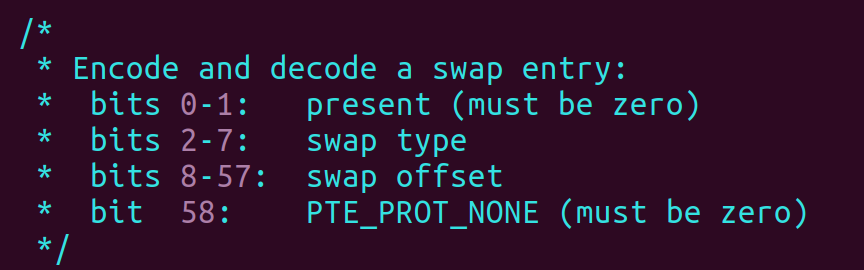 /*
 * Encode and decode a swap entry:
 *  bits 0-1:   present (must be zero)
 *  bits 2-7:   swap type
 *  bits 8-57:  swap offset
 *  bit  58:    PTE_PROT_NONE (must be zero)
 */